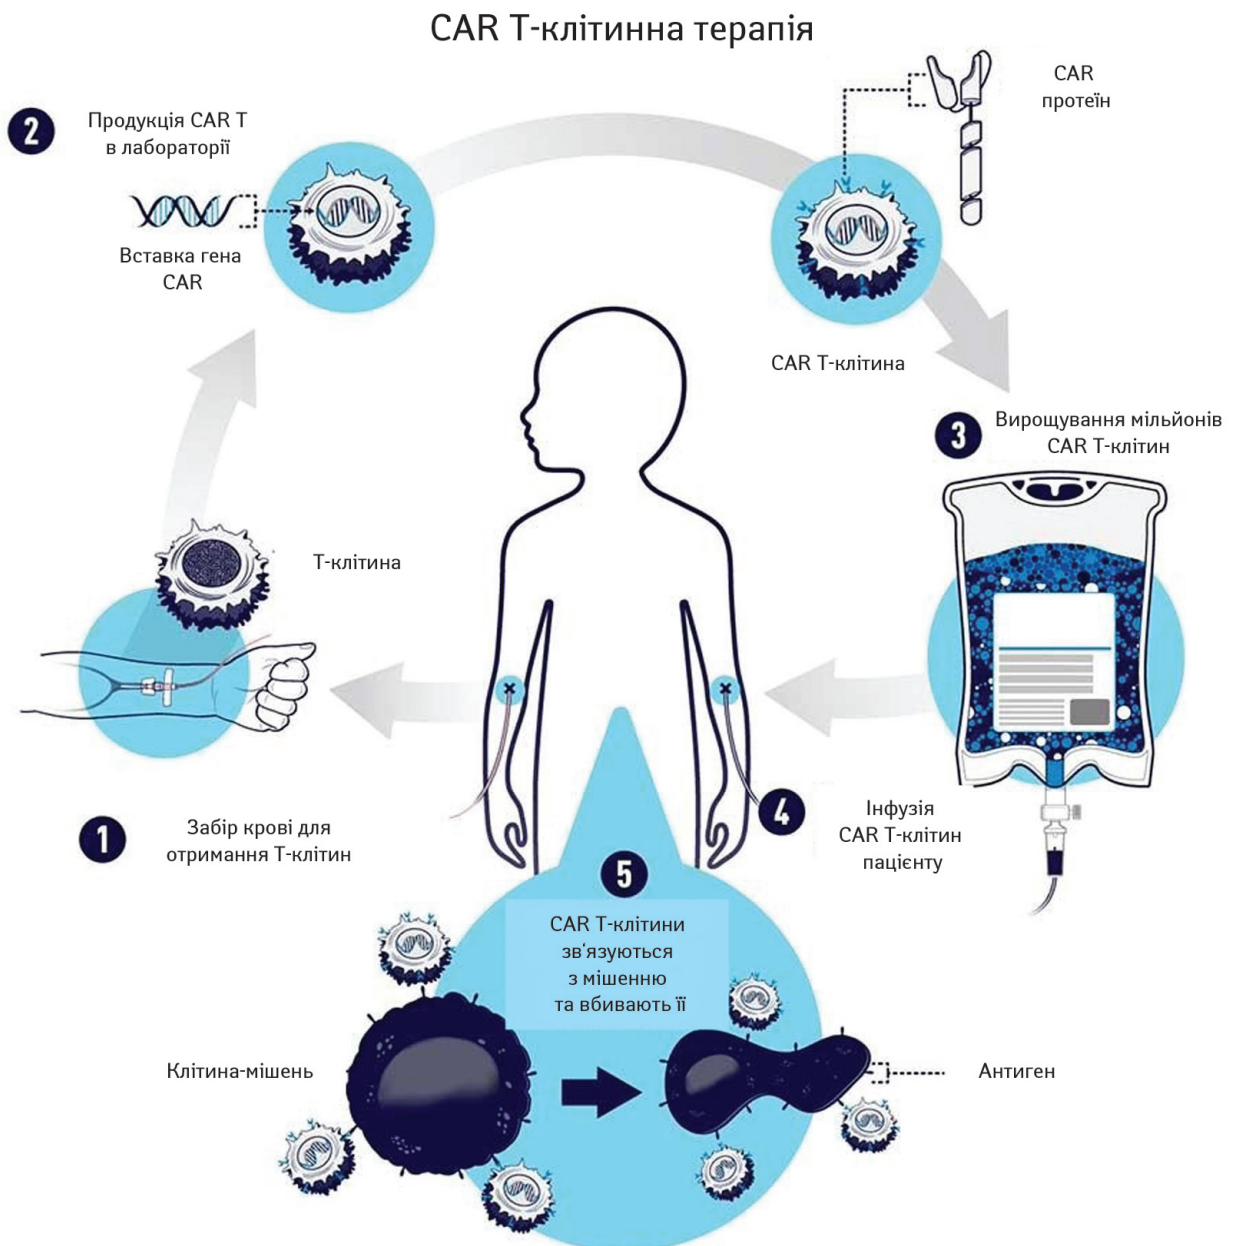 CAR Т-клітинна терапія
CAR
протеїн
2
Продукція CAR T
в лабораторії
Вставка гена
CAR
CAR Т-клітина
3
Вирощування мільйонів
CAR Т-клітин
Т-клітина
1
Забір крові для
отримання Т-клітин
4
Інфузія
CAR Т-клітин
пацієнту
5
CAR Т-клітини
зв'язуються
з мішенню
та вбивають її
Клітина-мішень
Антиген